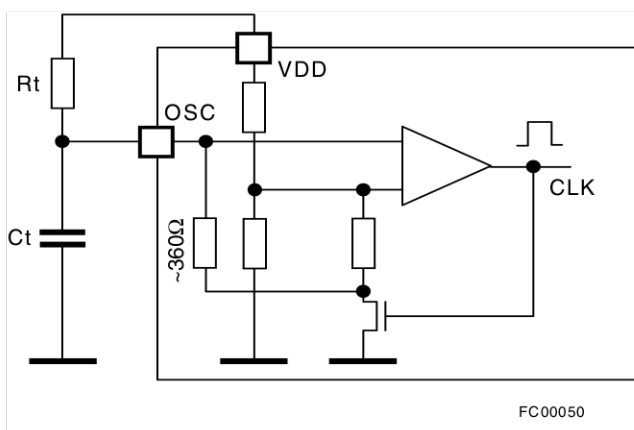 VDD
Rt
OSC
CLK
Ct
~360Ω
FC00050